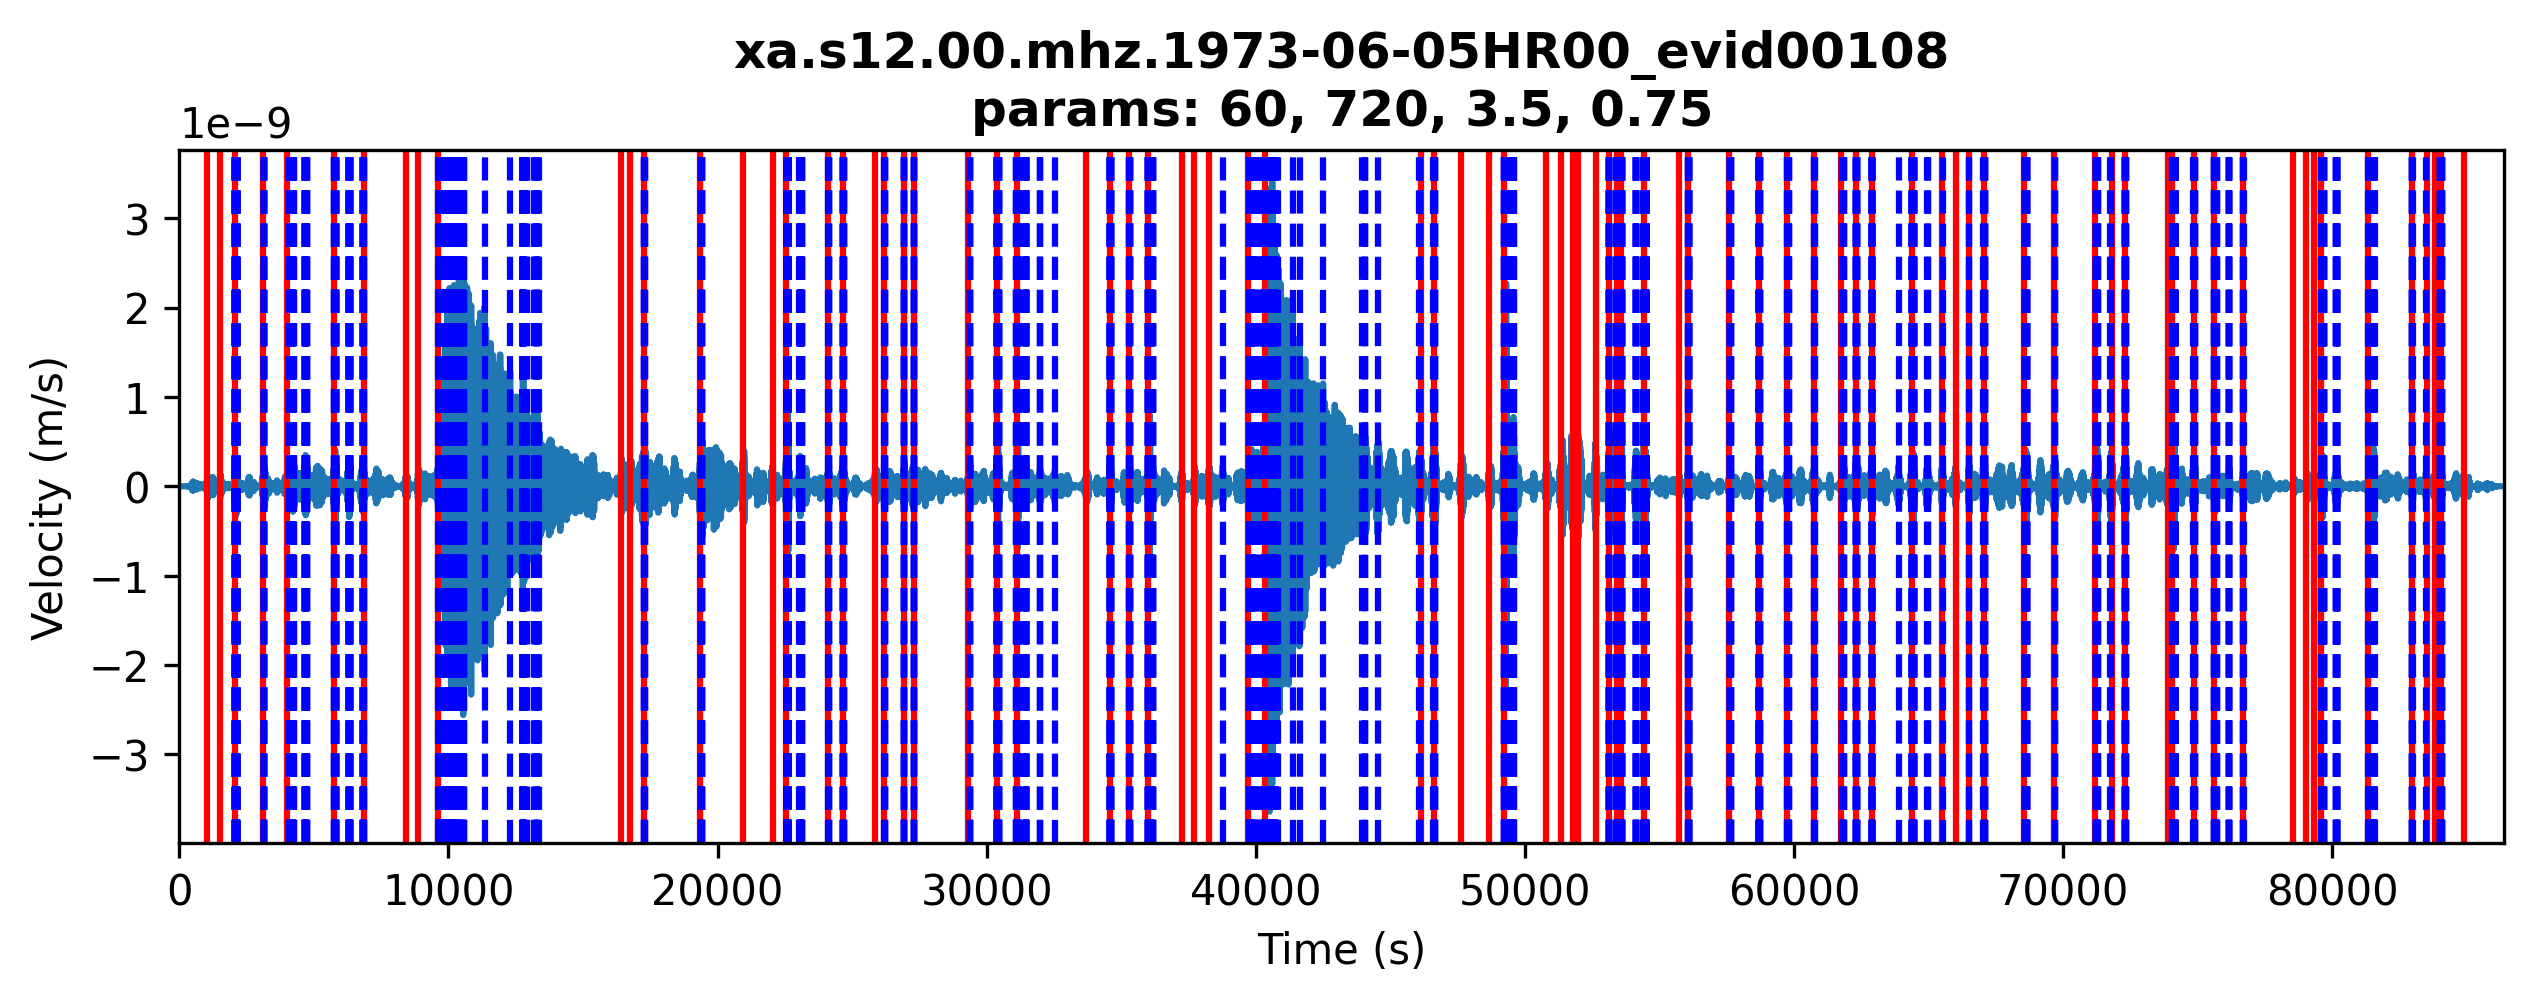 xa.s12.00.mhz.1973-06-05HR00_evid00108
params: 60, 720, 3.5, 0.75
1e−9
3
2
1
0
−1
−2
−3
Velocity (m/s)
0 10000 20000 30000 40000 50000 60000 70000 80000
Time (s)